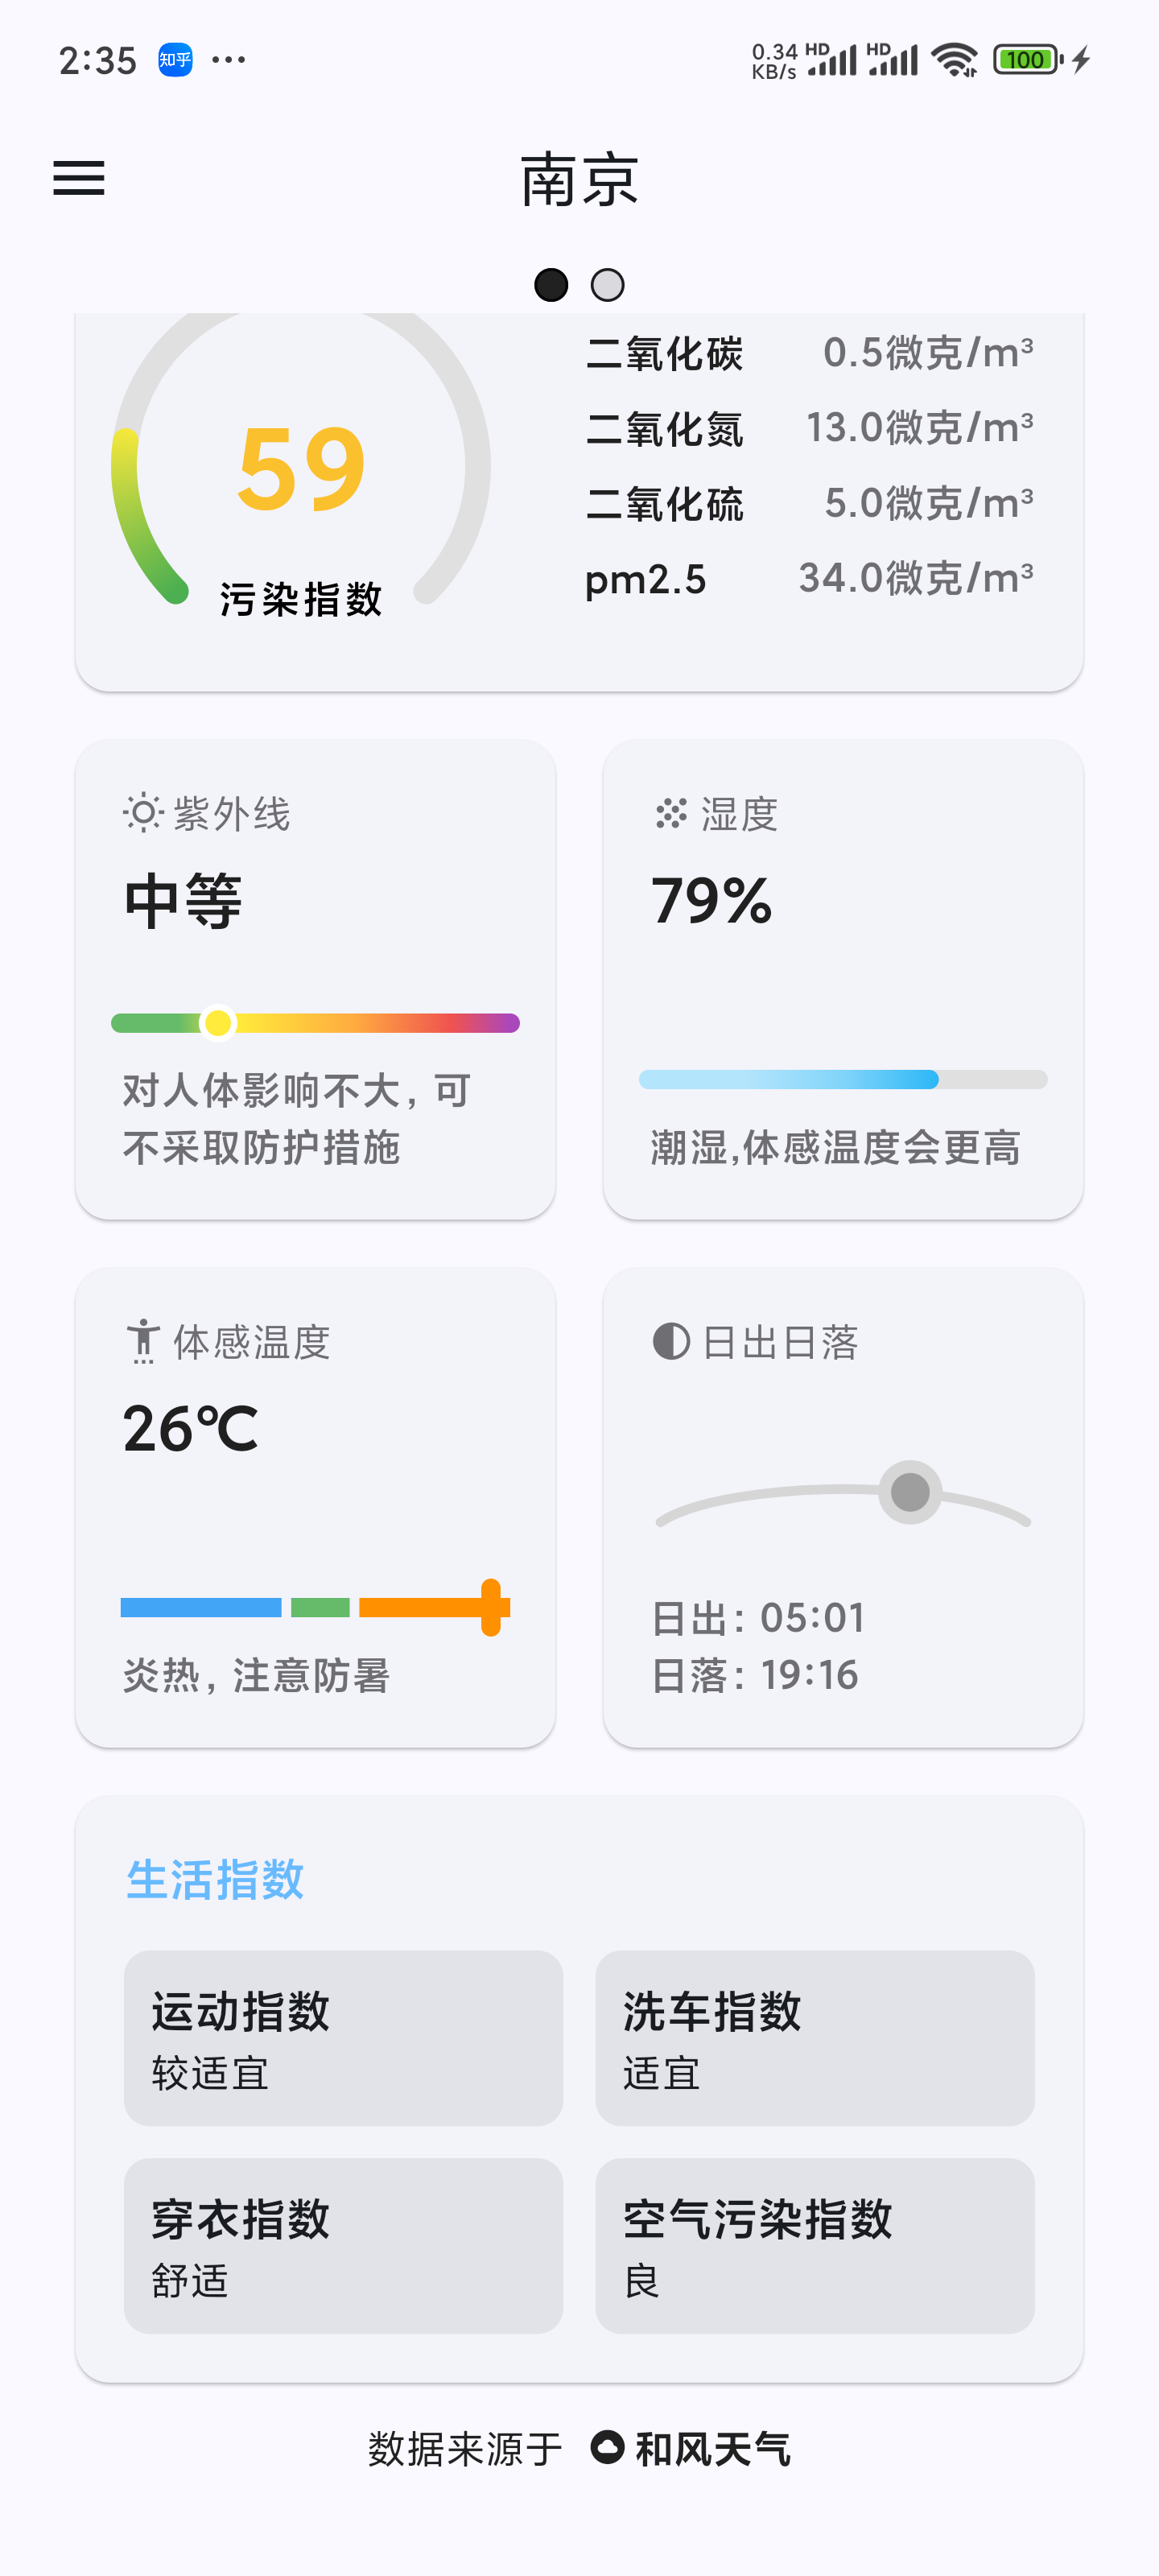 2:35 知乎 ... 0.34 KB/s HD HD 100
南京
二氧化碳 0.5微克/m³
二氧化氮 13.0微克/m³
二氧化硫 5.0微克/m³
pm2.5 34.0微克/m³
59
污染指数
紫外线
中等
对人体影响不大，可
不采取防护措施
湿度
79%
潮湿,体感温度会更高
体感温度
26℃
炎热，注意防暑
日出日落
日出：05:01
日落：19:16
生活指数
运动指数
较适宜
洗车指数
适宜
穿衣指数
舒适
空气污染指数
良
数据来源于 和风天气